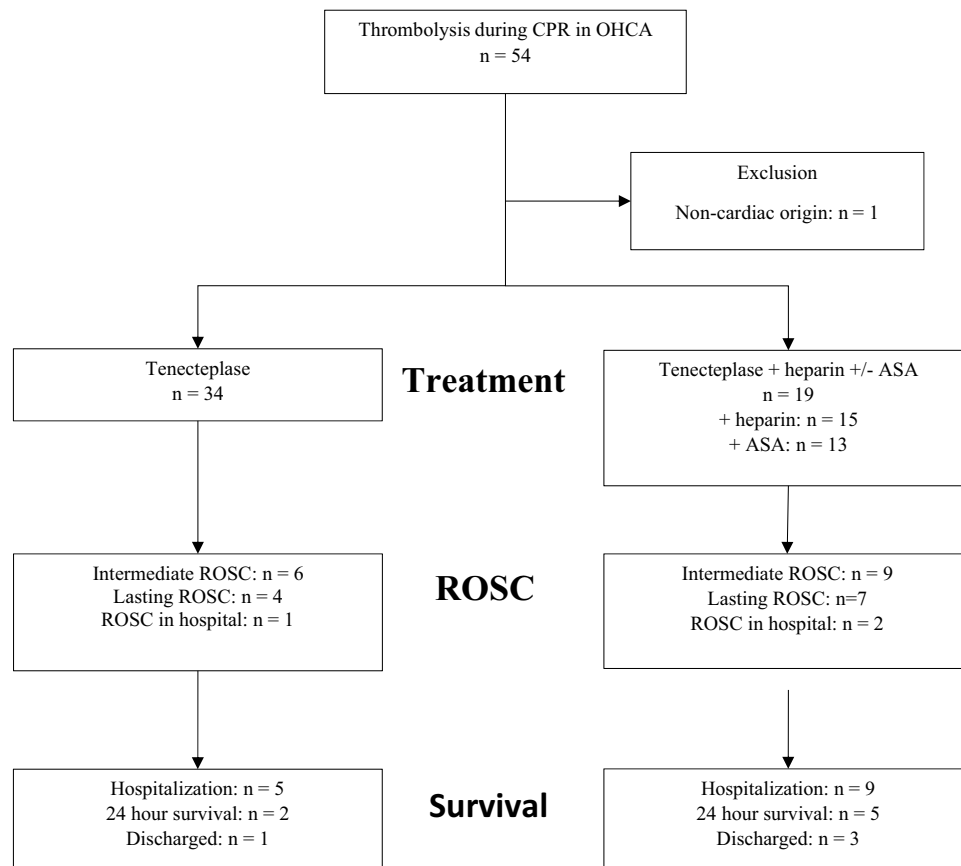 Thrombolysis during CPR in OHCA
n = 54
Exclusion
Non-cardiac origin: n = 1
Tenecteplase
n = 34
Treatment
Tenecteplase + heparin +/- ASA
n = 19
+ heparin: n = 15
+ ASA: n = 13
Intermediate ROSC: n = 6
Lasting ROSC: n = 4
ROSC in hospital: n = 1
ROSC
Intermediate ROSC: n = 9
Lasting ROSC: n=7
ROSC in hospital: n = 2
Hospitalization: n = 5
24 hour survival: n = 2
Discharged: n = 1
Survival
Hospitalization: n = 9
24 hour survival: n = 5
Discharged: n = 3